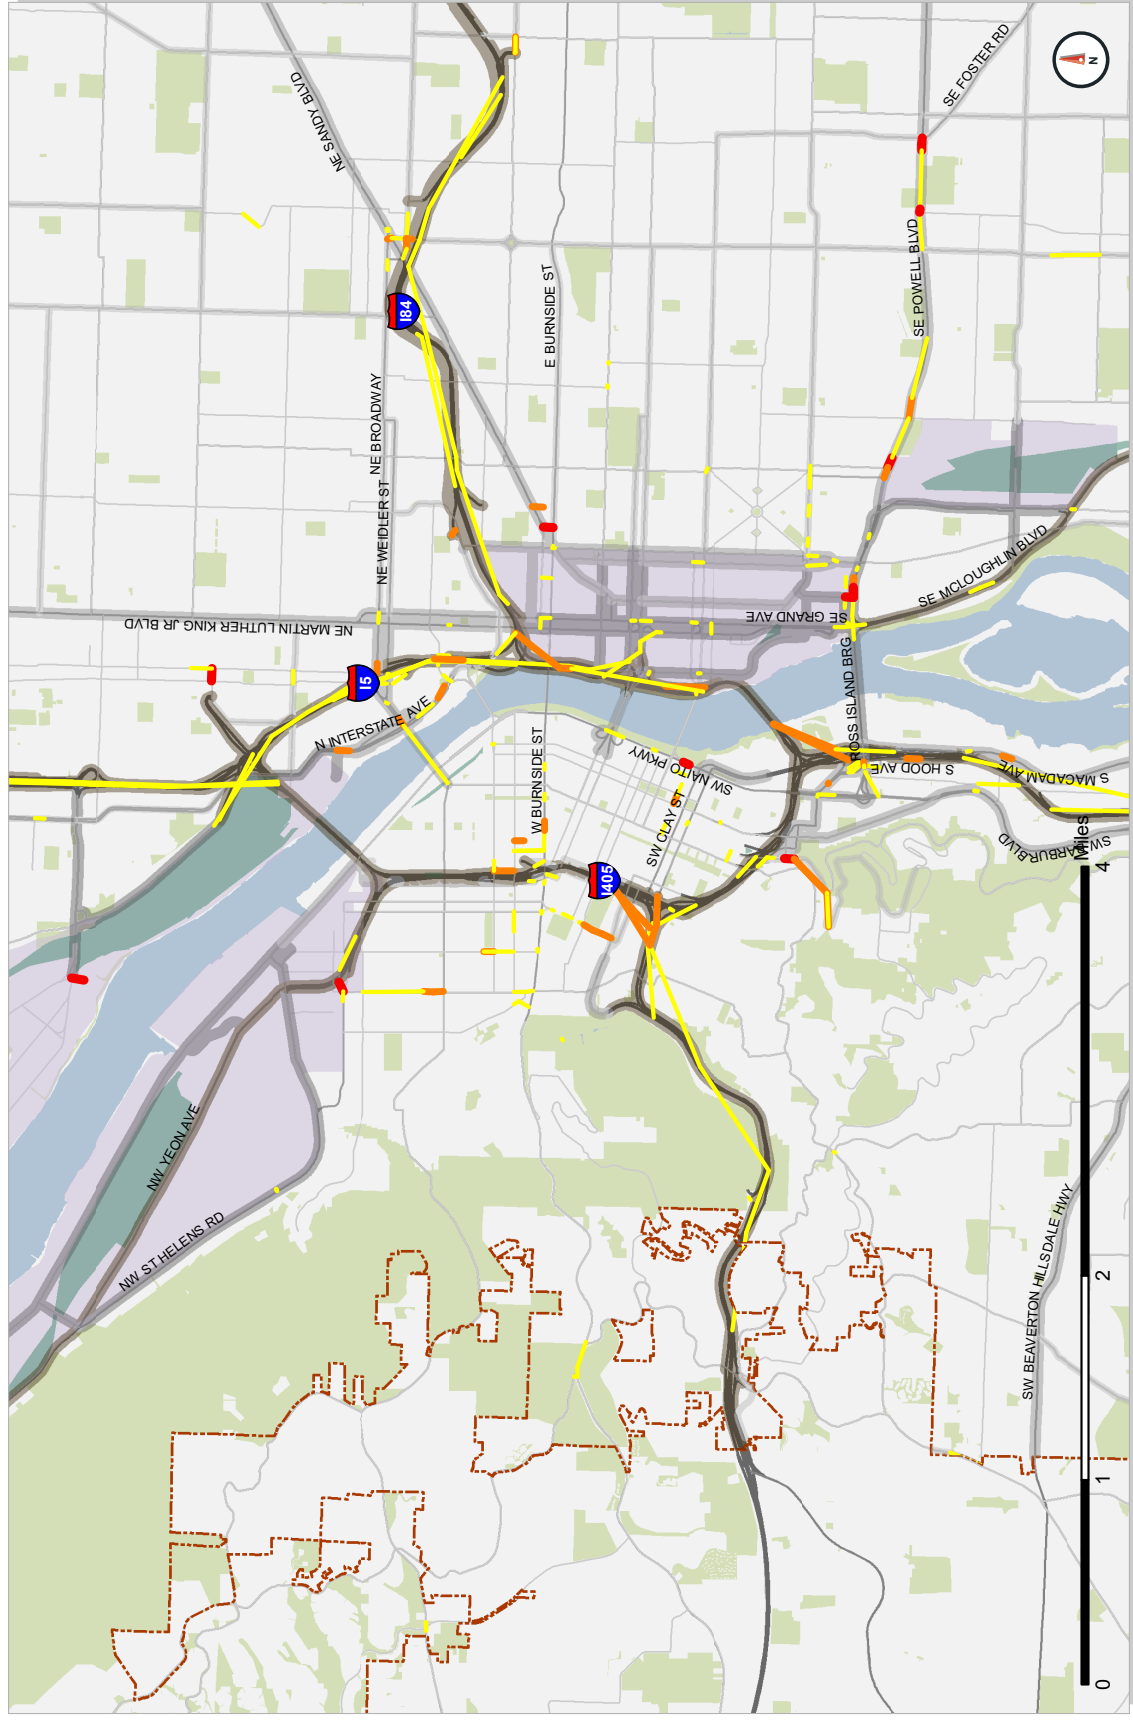 NE SANDY BLVD
SE FOSTER RD
N
I84
SE POWELL BLVD
E BURNSIDE ST
NE BROADWAY
NE WEIDLER ST
SE MCLOUGHLIN BLVD
SE GRAND AVE
NE MARTIN LUTHER KING JR BLVD
I5
N INTERSTATE AVE
ROSS ISLAND BRG
W BURNSIDE ST
SW NAITO PKWY
S HOOD AVE
S MACADAM AVE
SW CLAY ST
SW BARBUR BLVD
I405
NW YEON AVE
NW ST HELENS RD
SW BEAVERTON HILLSDALE HWY
Miles
0 1 2 4